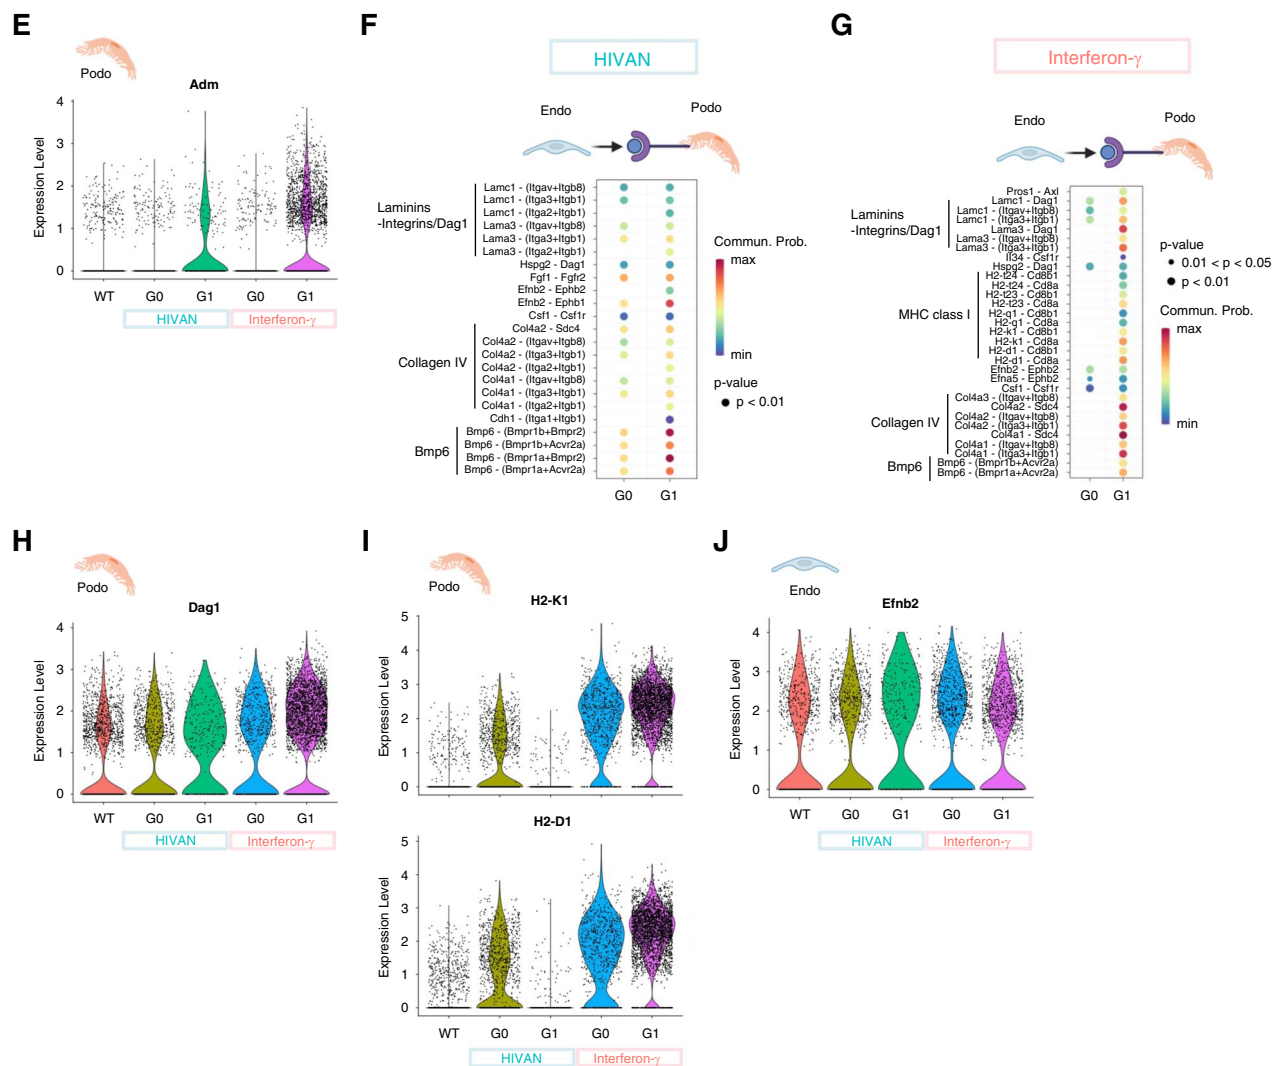 E
Podo
Adm
Expression Level
4
3
2
1
0
WT
G0
G1
G0
G1
HIVAN
Interferon-γ
F
HIVAN
Endo
Podo
Laminins
-Integrins/Dag1
Lamc1 - (Itgav+Itgb8)
Lamc1 - (Itga3+Itgb1)
Lamc1 - (Itga2+Itgb1)
Lama3 - (Itgav+Itgb8)
Lama3 - (Itga3+Itgb1)
Lama3 - (Itga2+Itgb1)
Hspg2 - Dag1
Fgf1 - Fgfr2
Efnb2 - Ephb2
Efnb2 - Ephb1
Csf1 - Csf1r
Col4a2 - Sdc4
Collagen IV
Col4a2 - (Itgav+Itgb8)
Col4a2 - (Itga3+Itgb1)
Col4a2 - (Itga2+Itgb1)
Col4a1 - (Itgav+Itgb8)
Col4a1 - (Itga3+Itgb1)
Col4a1 - (Itga2+Itgb1)
Cdh1 - (Itga1+Itgb1)
Bmp6
Bmp6 - (Bmpr1b+Bmpr2)
Bmp6 - (Bmpr1b+Acvr2a)
Bmp6 - (Bmpr1a+Bmpr2)
Bmp6 - (Bmpr1a+Acvr2a)
G0
G1
Commun. Prob.
max
min
p-value
p < 0.01
G
Interferon-γ
Endo
Podo
Laminins
-Integrins/Dag1
Pros1 - Axl
Lamc1 - Dag1
Lamc1 - (Itgav+Itgb8)
Lamc1 - (Itga3+Itgb1)
Lama3 - Dag1
Lama3 - (Itgav+Itgb8)
Lama3 - (Itga3+Itgb1)
Il34 - Csf1r
Hspg2 - Dag1
MHC class I
H2-t24 - Cd8b1
H2-t24 - Cd8a
H2-t23 - Cd8b1
H2-t23 - Cd8a
H2-q1 - Cd8b1
H2-q1 - Cd8a
H2-k1 - Cd8b1
H2-k1 - Cd8a
H2-d1 - Cd8b1
H2-d1 - Cd8a
Efnb2 - Ephb2
Efna5 - Ephb2
Csf1 - Csf1r
Collagen IV
Col4a3 - (Itgav+Itgb8)
Col4a2 - Sdc4
Col4a2 - (Itgav+Itgb8)
Col4a2 - (Itga3+Itgb1)
Col4a1 - Sdc4
Col4a1 - (Itgav+Itgb8)
Col4a1 - (Itga3+Itgb1)
Bmp6
Bmp6 - (Bmpr1b+Acvr2a)
Bmp6 - (Bmpr1a+Acvr2a)
G0
G1
p-value
0.01 < p < 0.05
p < 0.01
Commun. Prob.
max
min
H
Podo
Dag1
Expression Level
4
3
2
1
0
WT
G0
G1
G0
G1
HIVAN
Interferon-γ
I
Podo
H2-K1
Expression Level
5
4
3
2
1
0
H2-D1
Expression Level
5
4
3
2
1
0
WT
G0
G1
G0
G1
HIVAN
Interferon-γ
J
Endo
Efnb2
Expression Level
4
3
2
1
0
WT
G0
G1
G0
G1
HIVAN
Interferon-γ